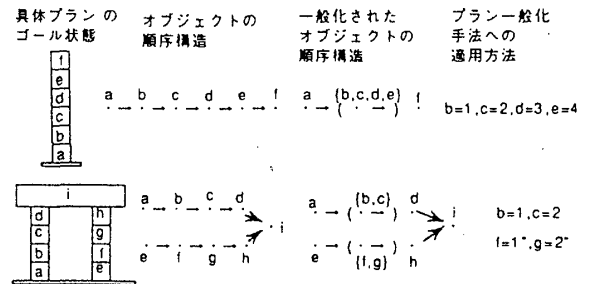 具体プランの ゴール状態
オブジェクトの 順序構造
一般化された オブジェクトの 順序構造
プラン一般化 手法への 適用方法
f
e
d
c
b
a
a b c d e f
・→・→・→・→・→・
a {b,c,d,e} f
・→(・→)・
b=1,c=2,d=3,e=4
i
d
c
b
a
h
g
f
e
a b c d
・→・→・→・
i
e f g h
・→・→・→・
a {b,c} d
・→(・→)・
i
・→(・→)・
e {f,g} h
b=1,c=2
f=1",g=2"